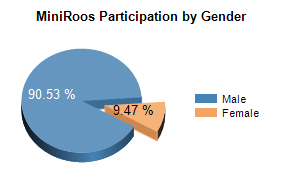 MiniRoos Participation by Gender
90.53 %
9.47 %
Male
Female